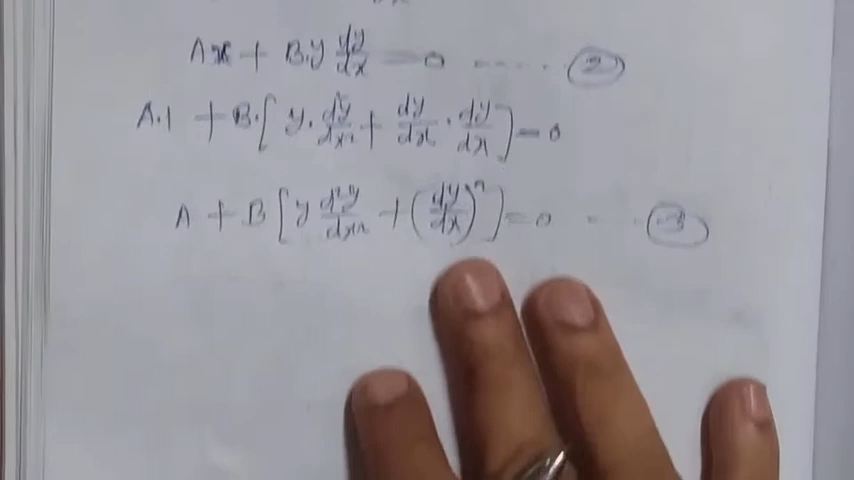 Ax + B.y dy/dx = 0 ..... ②
A.1 + B.[ y. d²y/dx² + dy/dx . dy/dx ] = 0
A + B [ y d²y/dx² + (dy/dx)² ] = 0 .. ③